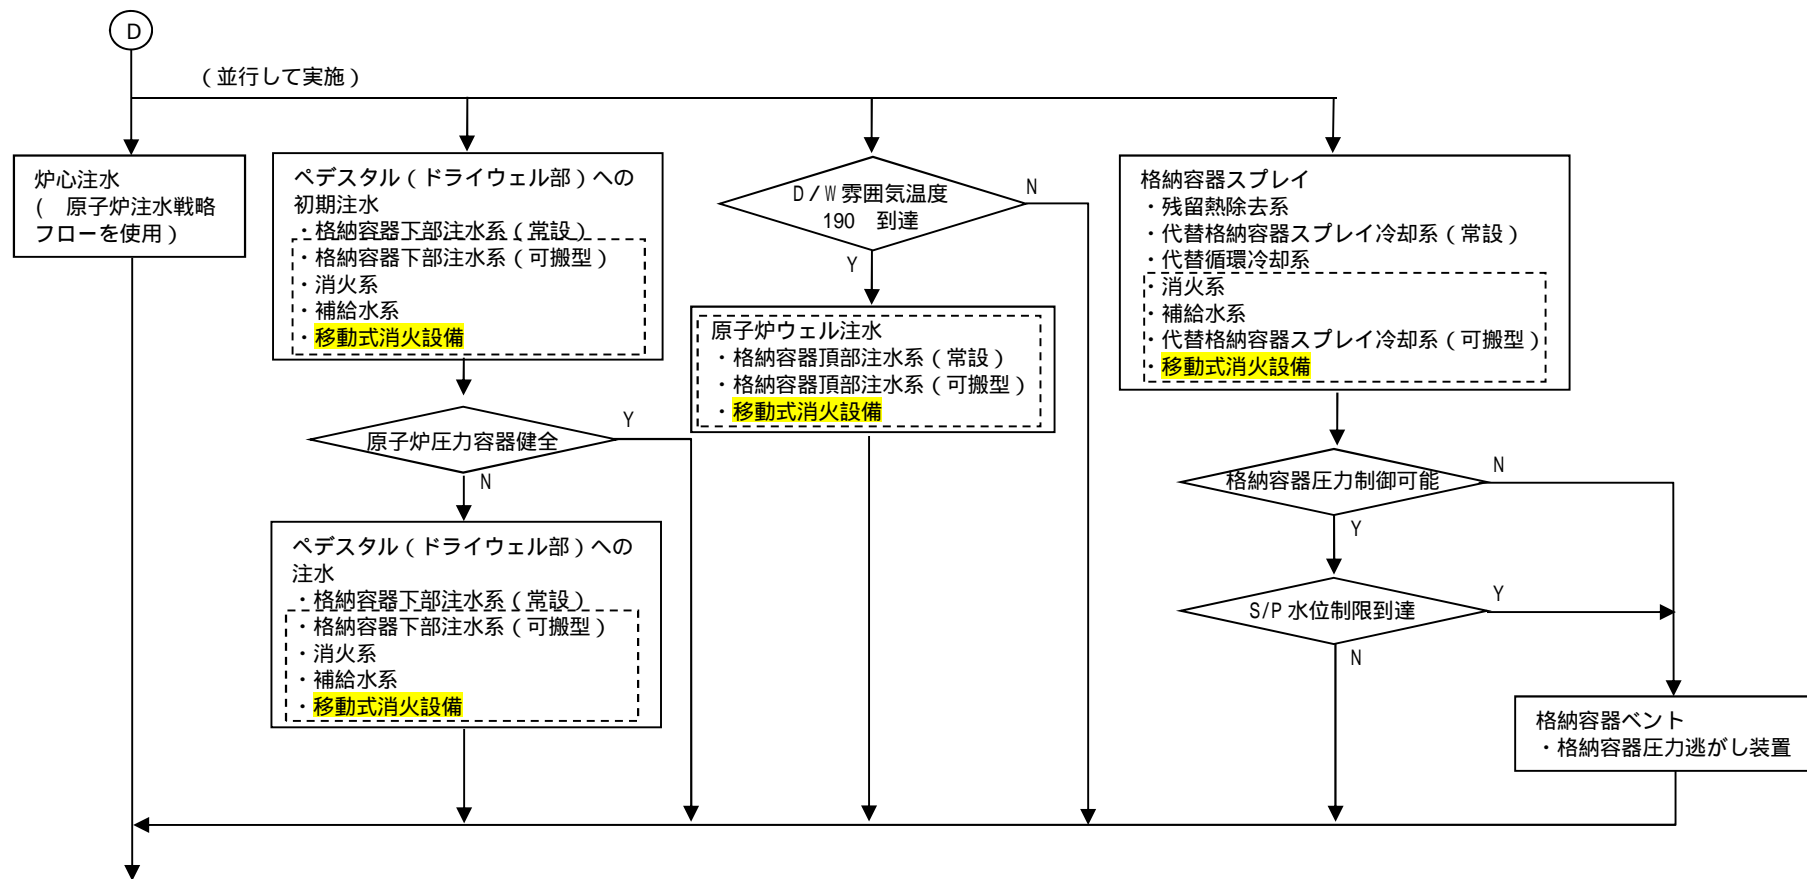 D
(並行して実施)
炉心注水
( 原子炉注水戦略
フローを使用)
ペデスタル(ドライウェル部)への
初期注水
・格納容器下部注水系(常設)
・格納容器下部注水系(可搬型)
・消火系
・補給水系
・移動式消火設備
原子炉圧力容器健全
Y
N
ペデスタル(ドライウェル部)への
注水
・格納容器下部注水系(常設)
・格納容器下部注水系(可搬型)
・消火系
・補給水系
・移動式消火設備
D/W雰囲気温度
190 到達
N
Y
原子炉ウェル注水
・格納容器頂部注水系(常設)
・格納容器頂部注水系(可搬型)
・移動式消火設備
格納容器スプレイ
・残留熱除去系
・代替格納容器スプレイ冷却系(常設)
・代替循環冷却系
・消火系
・補給水系
・代替格納容器スプレイ冷却系(可搬型)
・移動式消火設備
格納容器圧力制御可能
N
Y
S/P 水位制限到達
Y
N
格納容器ベント
・格納容器圧力逃がし装置